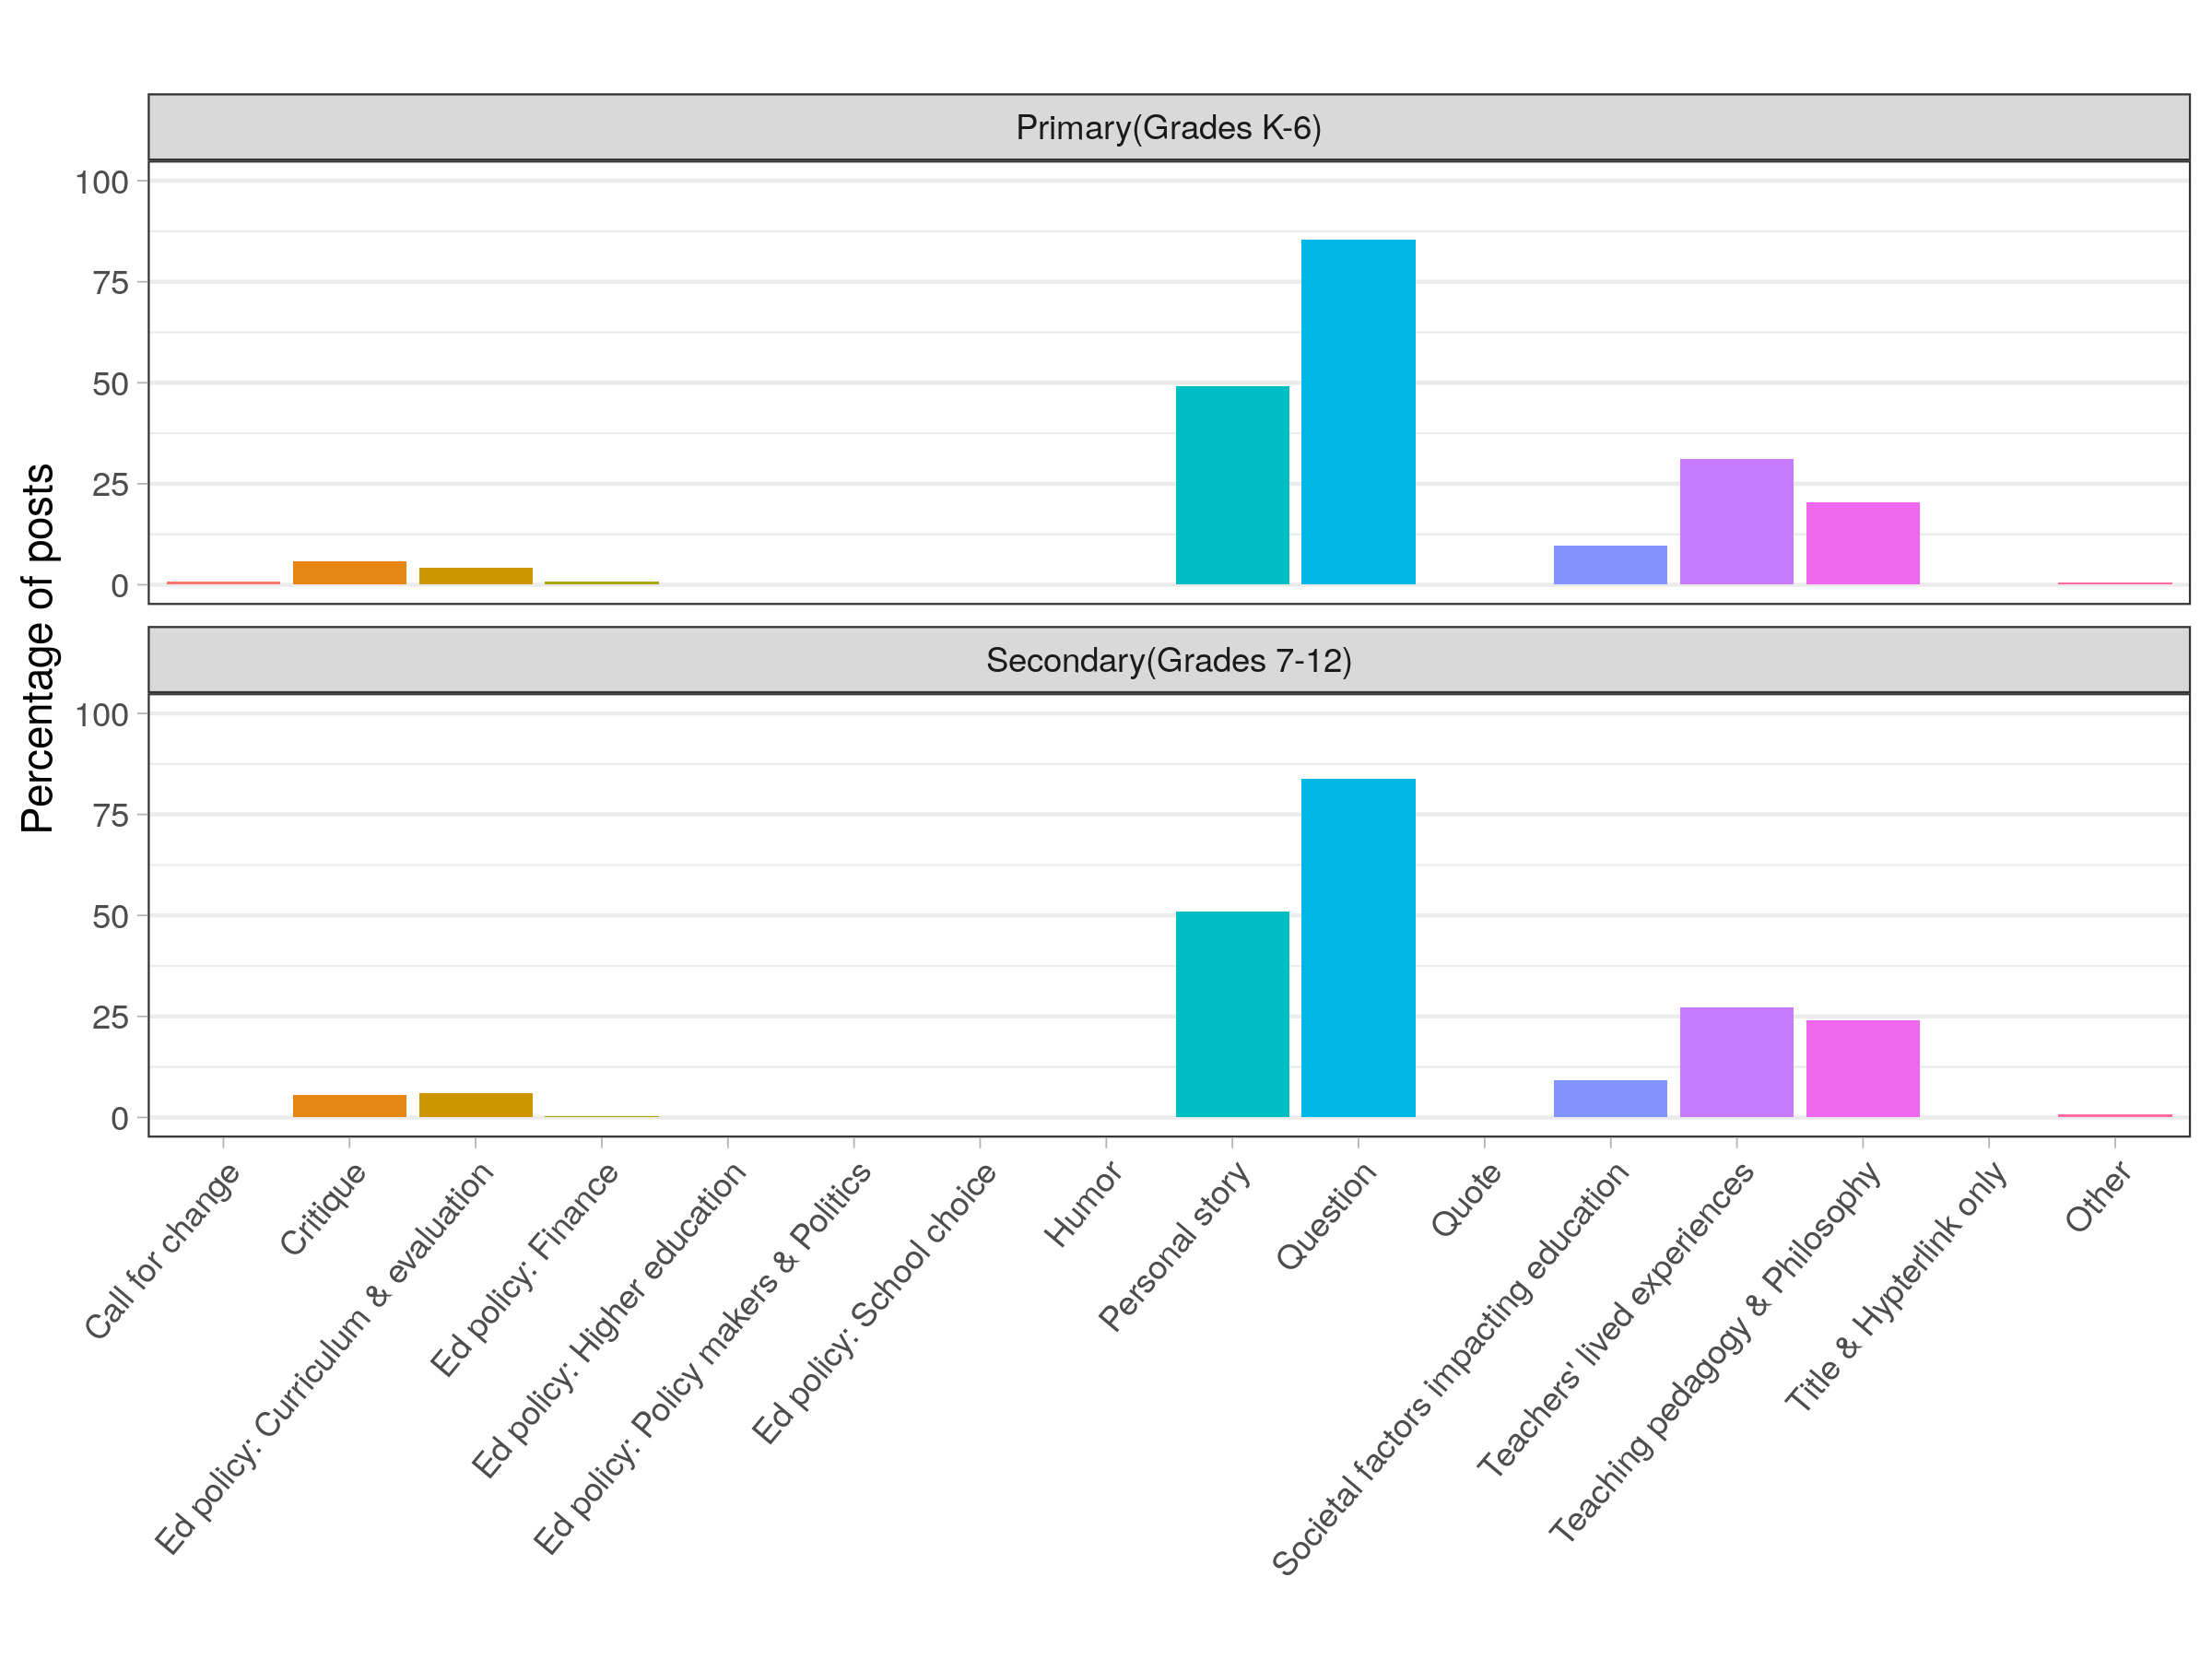 Primary(Grades K-6)
100
75
50
25
0
Percentage of posts
Secondary(Grades 7-12)
100
75
50
25
0
Call for change
Critique
Ed policy: Curriculum & evaluation
Ed policy: Finance
Ed policy: Higher education
Ed policy: Policy makers & Politics
Ed policy: School choice
Humor
Personal story
Question
Quote
Societal factors impacting education
Teachers' lived experiences
Teaching pedagogy & Philosophy
Title & Hypterlink only
Other